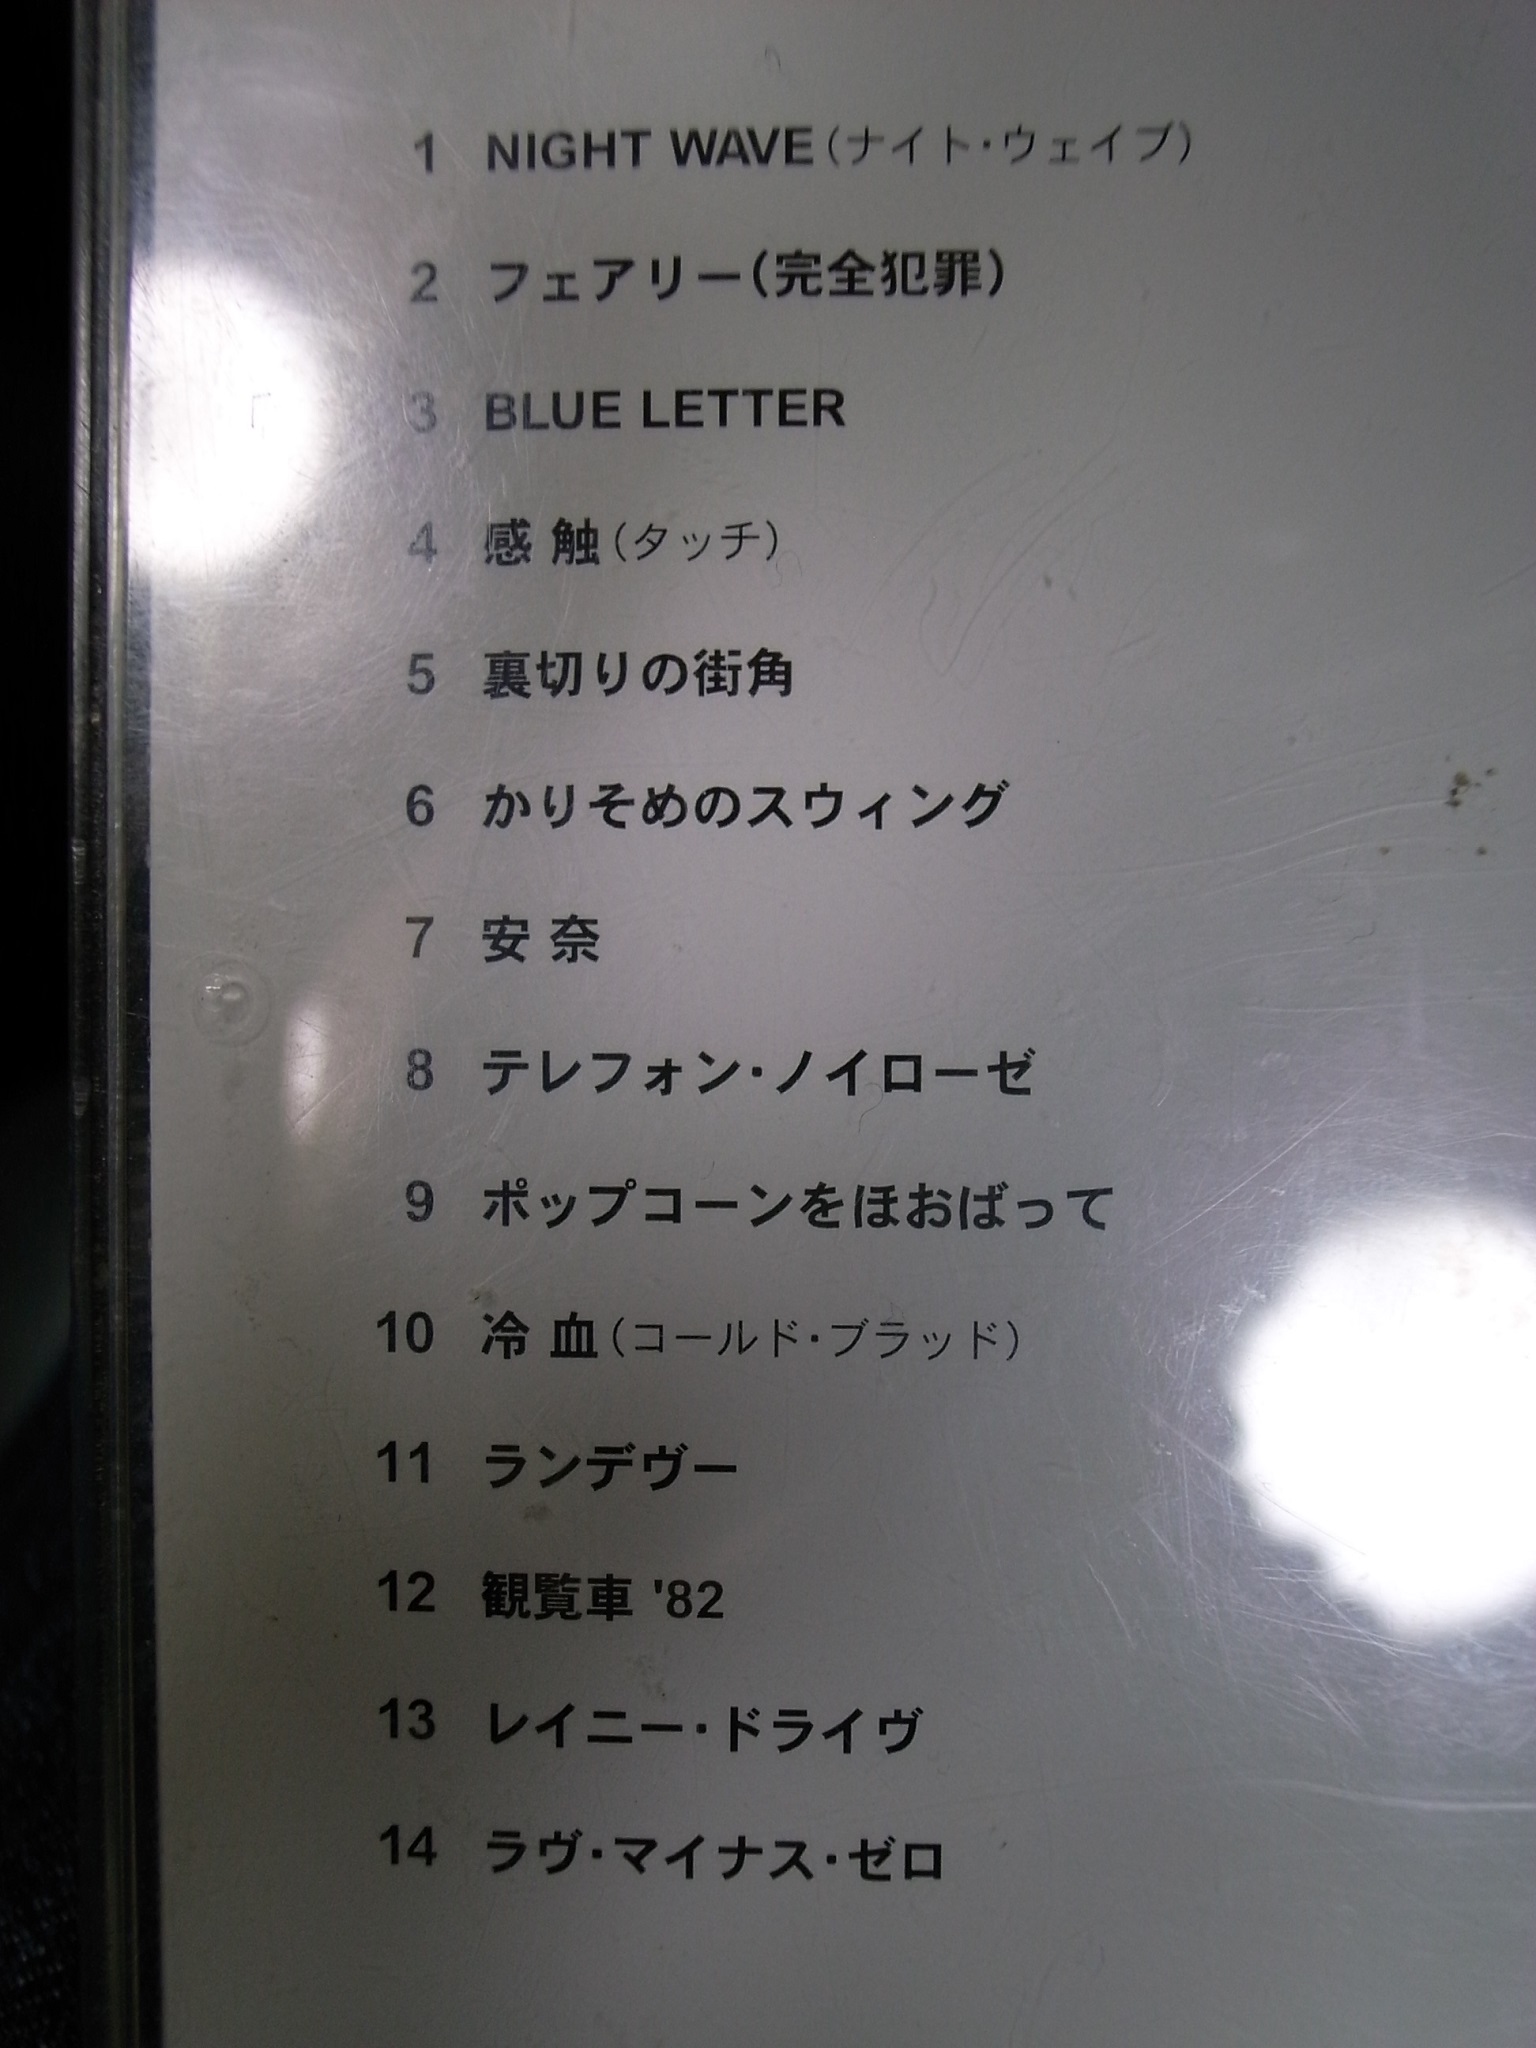 1 NIGHT WAVE(ナイト・ウェイブ)
2 フェアリー(完全犯罪)
3 BLUE LETTER
4 感 触(タッチ)
5 裏切りの街角
6 かりそめのスウィング
7 安 奈
8 テレフォン・ノイローゼ
9 ポップコーンをほおばって
10 冷 血(コールド・ブラッド)
11 ランデヴー
12 観覧車 '82
13 レイニー・ドライヴ
14 ラヴ・マイナス・ゼロ